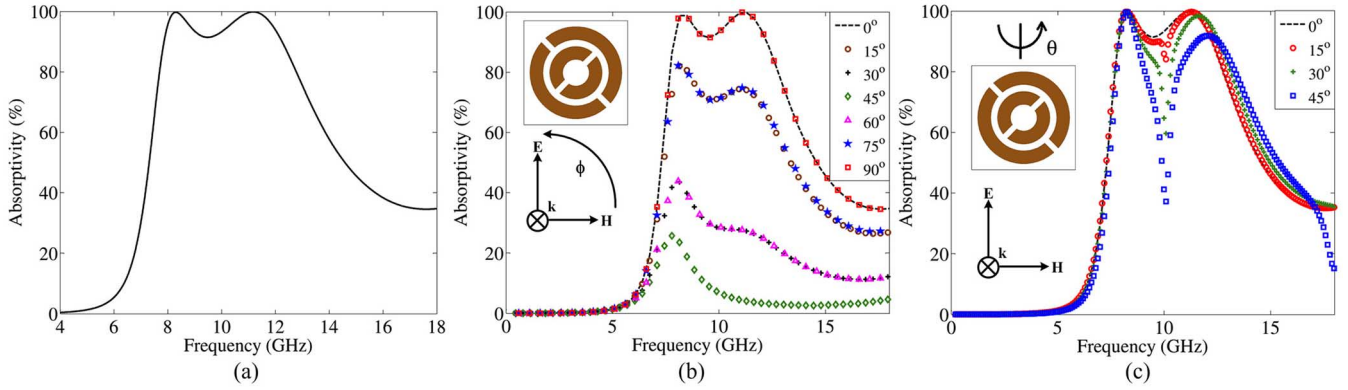 100%
80
60
40
20
0
Absorptivity (%)
4
6
8
10
12
14
16
18
Frequency (GHz)
(a)
100%
80
60
40
20
0
Absorptivity (%)
E
ϕ
k
H
0°
15°
30°
45°
60°
75°
90°
0
5
10
15
Frequency (GHz)
(b)
100%
80
60
40
20
0
Absorptivity (%)
θ
E
k
H
0°
15°
30°
45°
0
5
10
15
Frequency (GHz)
(c)